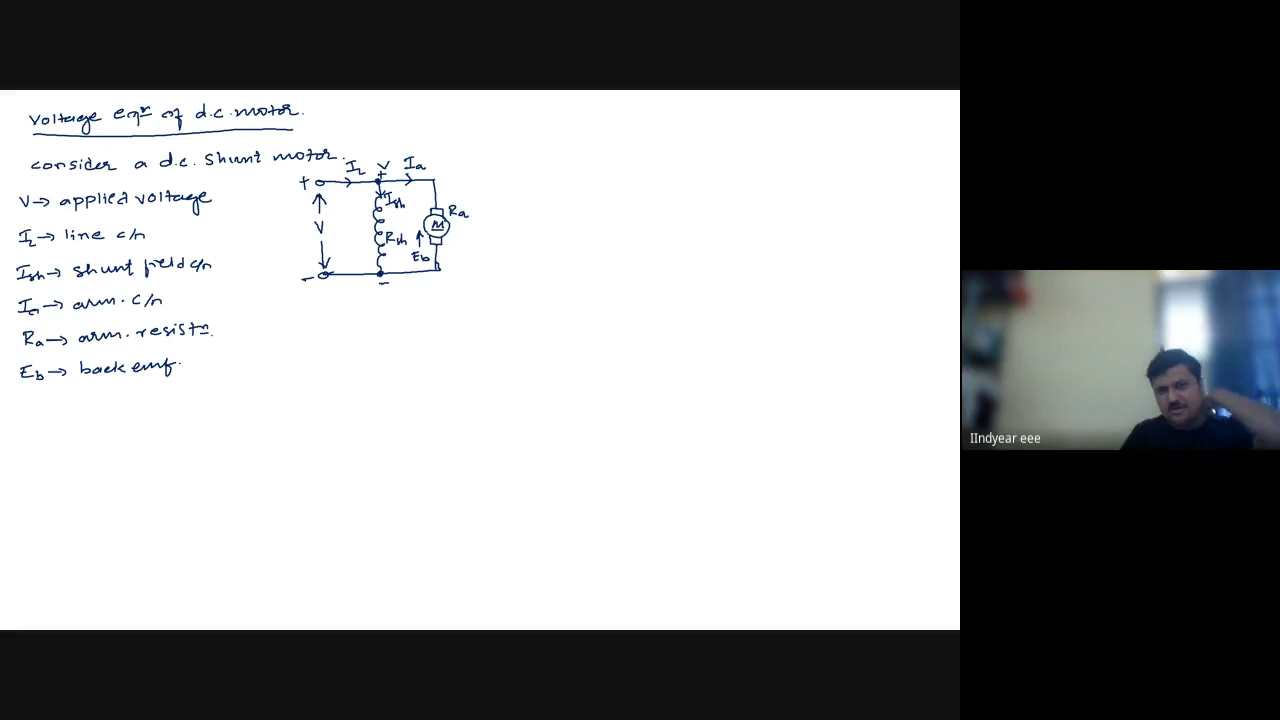 voltage eqn of d.c. motor.
consider a d.c. shunt motor.
V → applied voltage
IL → line c/n
Ish → shunt field c/n
Ia → arm. c/n
Ra → arm. resistn.
Eb → back emf.
+ IL V + Ia
Ish
V
Rsh
M
Ra
Eb
- -
IIndyear eee